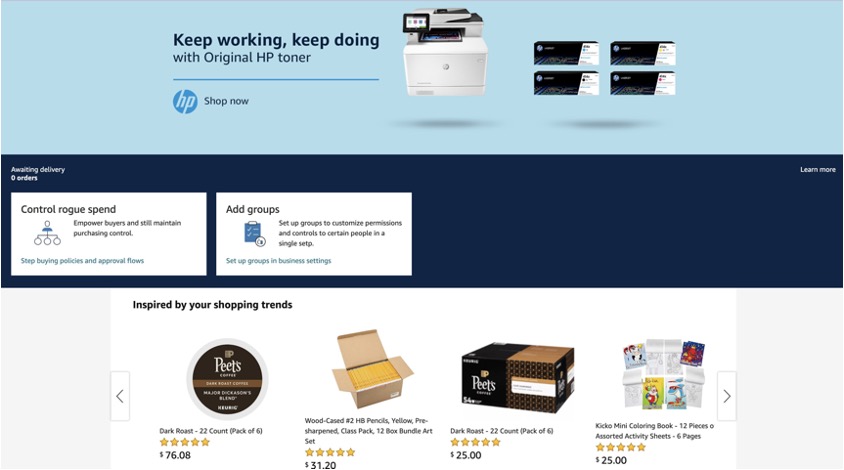 Keep working, keep doing
with Original HP toner
hp
Shop now
Awaiting delivery
0 orders
Learn more
Control rogue spend
Empower buyers and still maintain
purchasing control.
Step buying policies and approval flows
Add groups
Set up groups to customize permissions
and controls to certain people in a
single setp.
Set up groups in business settings
Inspired by your shopping trends
Peet's
COFFEE
DARK ROAST COFFEE
MAJOR DICKASON'S
BLEND
KEURIG
Dark Roast - 22 Count (Pack of 6)
$ 76.08
Wood-Cased #2 HB Pencils, Yellow, Pre-
sharpened, Class Pack, 12 Box Bundle Art
Set
$ 31.20
KEURIG
Peet's
COFFEE
54
Dark Roast - 22 Count (Pack of 6)
$ 25.00
Kicko Mini Coloring Book - 12 Pieces o
Assorted Activity Sheets - 6 Pages
$ 25.00